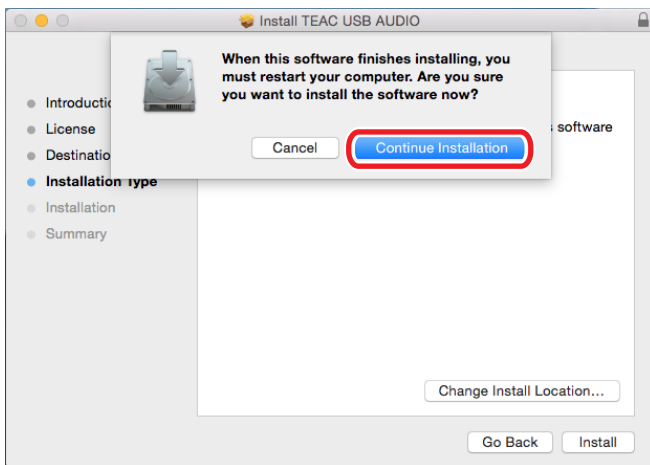 Install TEAC USB AUDIO
When this software finishes installing, you
must restart your computer. Are you sure
you want to install the software now?
Cancel
Continue Installation
Introductio
License
software
Destinatio
Installation Type
Installation
Summary
Change Install Location...
Go Back
Install